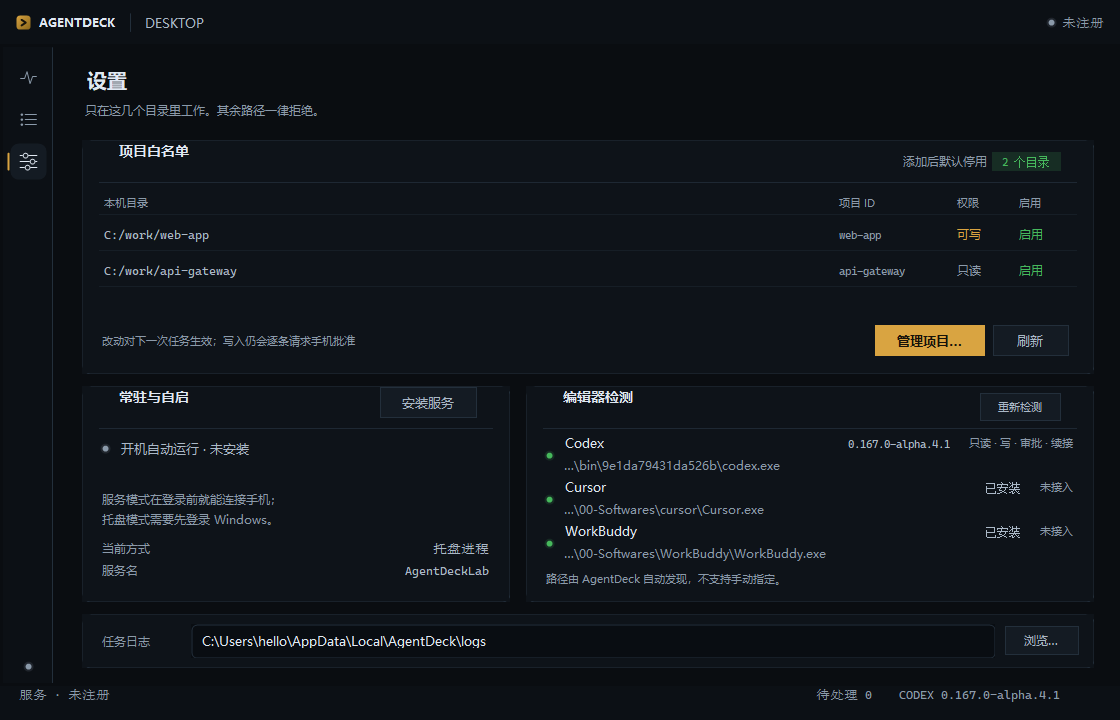 AGENTDECK DESKTOP 未注册
设置
只在这几个目录里工作。其余路径一律拒绝。
项目白名单
添加后默认停用 2 个目录
本机目录 项目 ID 权限 启用
C:/work/web-app web-app 可写 启用
C:/work/api-gateway api-gateway 只读 启用
改动对下一次任务生效；写入仍会逐条请求手机批准 管理项目... 刷新
常驻与自启 安装服务
开机自动运行 · 未安装
服务模式在登录前就能连接手机；
托盘模式需要先登录 Windows。
当前方式 托盘进程
服务名 AgentDeckLab
编辑器检测 重新检测
Codex 0.167.0-alpha.4.1 只读 · 写 · 审批 · 续接
...\bin\9e1da79431da526b\codex.exe
Cursor 已安装 未接入
...\00-Softwares\cursor\Cursor.exe
WorkBuddy 已安装 未接入
...\00-Softwares\WorkBuddy\WorkBuddy.exe
路径由 AgentDeck 自动发现，不支持手动指定。
任务日志 C:\Users\hello\AppData\Local\AgentDeck\logs 浏览...
服务 · 未注册 待处理 0 CODEX 0.167.0-alpha.4.1